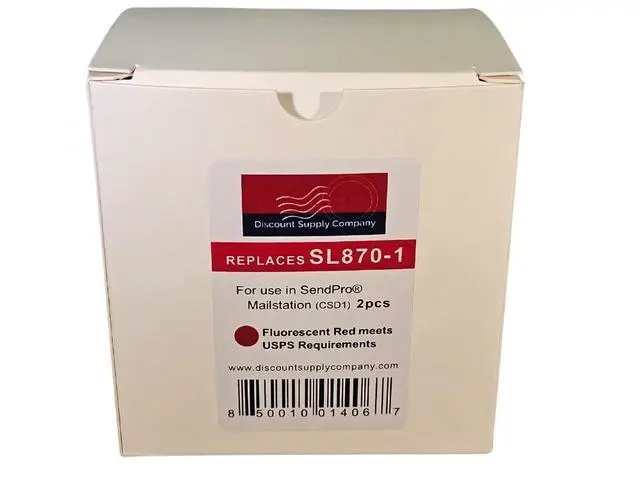 Discount Supply Company
REPLACES SL870-1
For use in SendPro®
Mailstation (CSD1) 2pcs
Fluorescent Red meets
USPS Requirements
www.discountsupplycompany.com
8 50010 01406 7